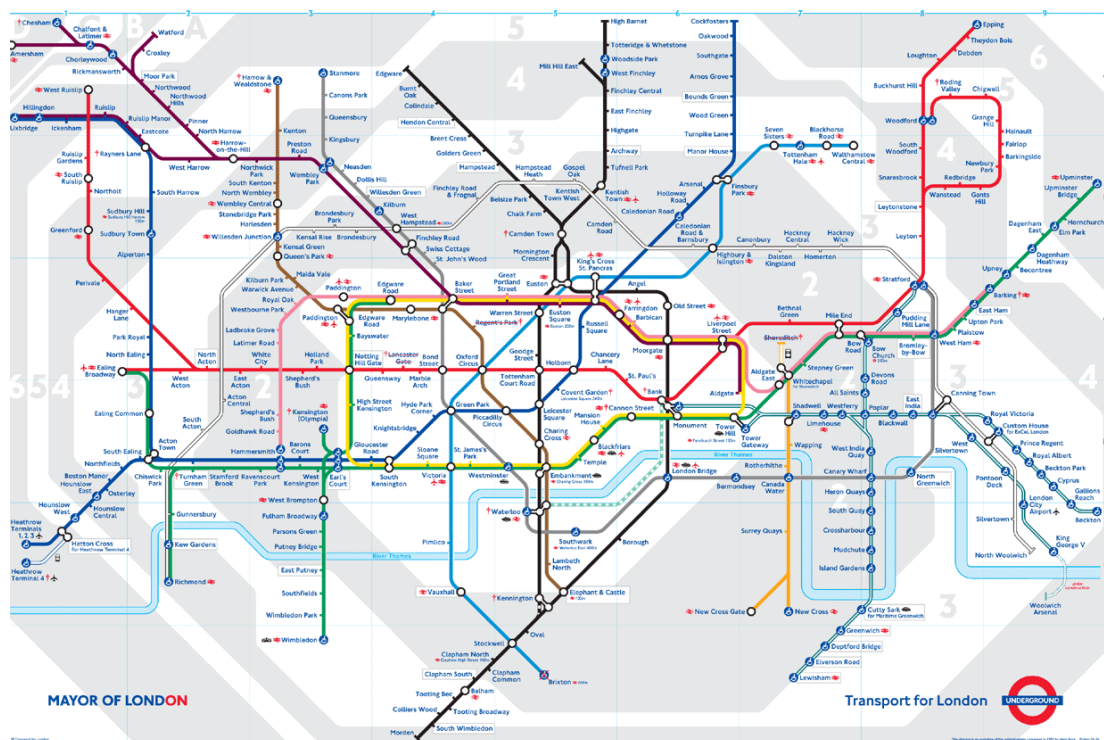 1 2 3 4 5 6 7 8 9
Chesham
Chalfont &
Latimer
Watford
Amersham
Croxley
Chorleywood
Rickmansworth
Moor Park
Northwood
Northwood
Hills
Pinner
North Harrow
Harrow-
on-the-Hill
West Ruislip
Hillingdon
Ruislip
Uxbridge
Ickenham
Ruislip Manor
Eastcote
Rayners Lane
West Harrow
Ruislip
Gardens
South
Ruislip
Northolt
South Harrow
Sudbury Hill
Sudbury Town
Greenford
Alperton
Perivale
Hanger
Lane
Park Royal
North Ealing
Ealing
Broadway
West
Acton
North
Acton
East
Acton
White
City
Shepherd's
Bush
Holland
Park
Notting
Hill Gate
Queensway
Lancaster
Gate
Marble
Arch
Bond
Street
Oxford
Circus
Tottenham
Court Road
Holborn
Chancery
Lane
St. Paul's
Bank
Liverpool
Street
Bethnal
Green
Mile End
Stratford
Leyton
Leytonstone
Snaresbrook
South
Woodford
Woodford
Buckhurst Hill
Loughton
Debden
Theydon Bois
Epping
Roding
Valley
Chigwell
Grange
Hill
Hainault
Fairlop
Barkingside
Newbury
Park
Gants
Hill
Redbridge
Wanstead
Harrow &
Wealdstone
Kenton
Preston
Road
Northwick
Park
South Kenton
North Wembley
Wembley Central
Wembley
Park
Stonebridge Park
Harlesden
Willesden Junction
Kensal Green
Queen's Park
Kilburn Park
Maida Vale
Warwick Avenue
Royal Oak
Westbourne Park
Ladbroke Grove
Latimer Road
Shepherd's
Bush
Goldhawk Road
Hammersmith
Stanmore
Canons Park
Queensbury
Kingsbury
Neasden
Dollis Hill
Willesden Green
Kilburn
West
Hampstead
Finchley Road
Swiss Cottage
St. John's Wood
Baker
Street
Kensal Rise
Brondesbury
Park
Brondesbury
Finchley Road
& Frognal
Hampstead
Heath
Gospel
Oak
Kentish
Town West
Camden
Road
Caledonian
Road &
Barnsbury
Highbury &
Islington
Canonbury
Dalston
Kingsland
Hackney
Central
Homerton
Hackney
Wick
Edgware
Burnt
Oak
Colindale
Hendon Central
Brent Cross
Golders Green
Hampstead
Belsize Park
Chalk Farm
Camden Town
Mornington
Crescent
Euston
High Barnet
Totteridge & Whetstone
Woodside Park
West Finchley
Mill Hill East
Finchley Central
East Finchley
Highgate
Archway
Tufnell Park
Kentish
Town
Cockfosters
Oakwood
Southgate
Arnos Grove
Bounds Green
Wood Green
Turnpike Lane
Manor House
Finsbury
Park
Arsenal
Holloway
Road
Caledonian Road
King's Cross
St. Pancras
Seven
Sisters
Tottenham
Hale
Blackhorse
Road
Walthamstow
Central
Upminster
Upminster
Bridge
Hornchurch
Elm Park
Dagenham
East
Dagenham
Heathway
Becontree
Upney
Barking
East Ham
Upton Park
Plaistow
West Ham
Bromley-
by-Bow
Bow
Road
Stepney Green
Whitechapel
Aldgate
East
Aldgate
Shoreditch
Paddington
Edgware
Road
Paddington
Edgware
Road
Marylebone
Great
Portland
Street
Warren Street
Regent's Park
Euston
Square
Russell
Square
Angel
Old Street
Farringdon
Barbican
Moorgate
Goodge
Street
Bayswater
High Street
Kensington
Kensington
(Olympia)
Hyde Park
Corner
Knightsbridge
Green Park
Piccadilly
Circus
Covent Garden
Leicester
Square
Charing
Cross
Embankment
Temple
Blackfriars
Mansion
House
Cannon Street
Monument
Tower
Hill
Tower
Gateway
Gloucester
Road
South
Kensington
Sloane
Square
Victoria
St. James's
Park
Westminster
Pimlico
Vauxhall
Stockwell
Brixton
Waterloo
Southwark
Lambeth
North
Elephant & Castle
Kennington
Oval
Borough
London
Bridge
Bermondsey
Canada
Water
Canary Wharf
North
Greenwich
Canning Town
Clapham North
Clapham
Common
Clapham South
Balham
Tooting Bec
Tooting Broadway
Colliers Wood
South Wimbledon
Morden
Ealing Common
Acton
Town
South Ealing
Northfields
Boston Manor
Osterley
Hounslow
East
Hounslow
Central
Hounslow
West
Hatton Cross
for Heathrow Terminal 4
Heathrow
Terminals
1, 2, 3
Heathrow
Terminal 4
South
Acton
Acton
Central
Chiswick
Park
Turnham
Green
Stamford
Brook
Ravenscourt
Park
Barons
Court
West
Kensington
Earl's
Court
Gunnersbury
Kew Gardens
Richmond
West Brompton
Fulham Broadway
Parsons Green
Putney Bridge
East Putney
Southfields
Wimbledon Park
Wimbledon
Shadwell
Wapping
Rotherhithe
Surrey Quays
New Cross Gate
New Cross
Limehouse
Westferry
Poplar
Blackwall
East
India
All Saints
Devons
Road
Bow
Church
Pudding
Mill Lane
West India
Quay
Heron Quays
South Quay
Crossharbour
Mudchute
Island Gardens
Cutty Sark
for Maritime Greenwich
Greenwich
Deptford Bridge
Elverson Road
Lewisham
Royal Victoria
Custom House
for ExCeL London
Prince Regent
Royal Albert
Beckton Park
Cyprus
Gallions
Reach
Beckton
West
Silvertown
Pontoon
Dock
London
City
Airport
King
George V
Silvertown
North Woolwich
Woolwich
Arsenal
under
construction
River Thames
River Thames
MAYOR OF LONDON
Transport for London
UNDERGROUND